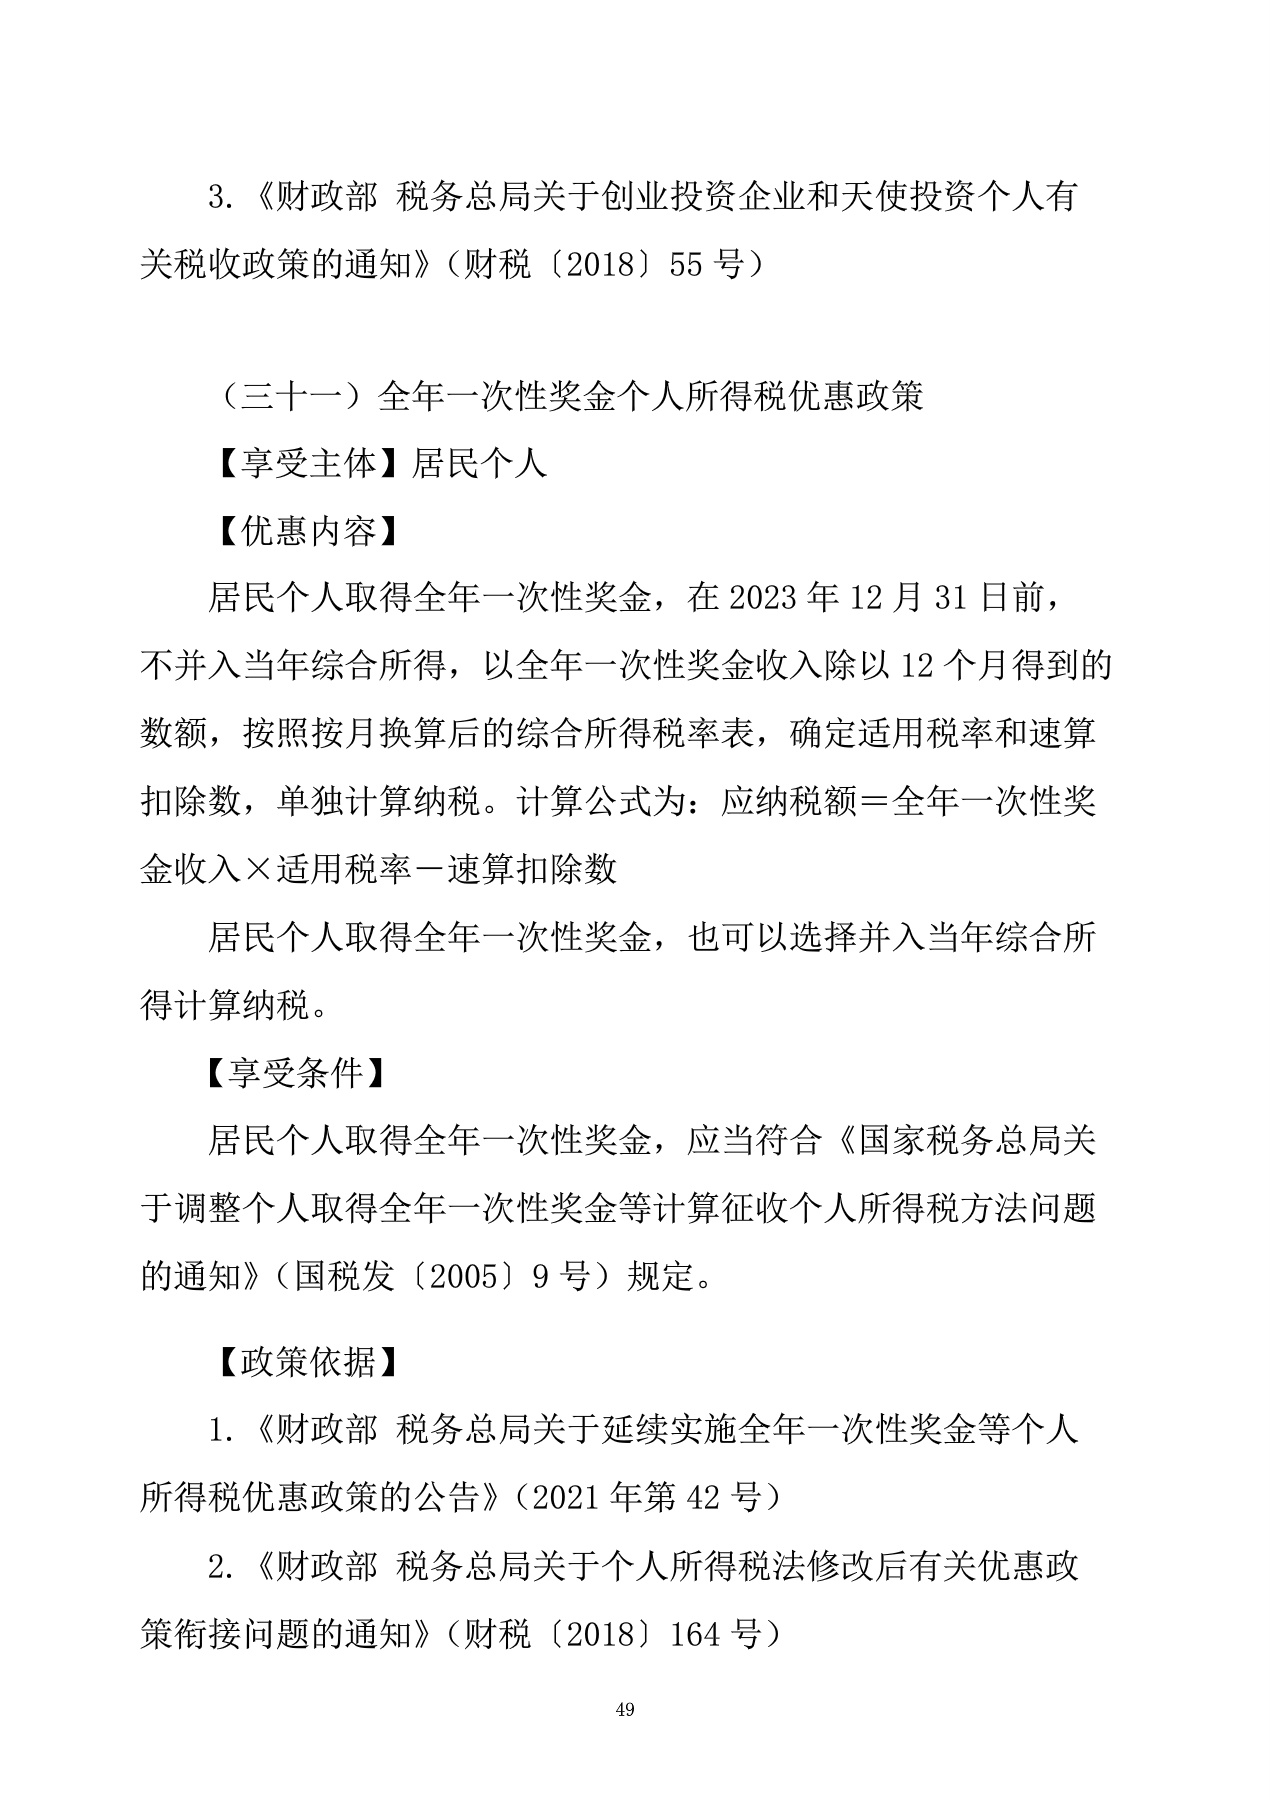 3.《财政部 税务总局关于创业投资企业和天使投资个人有
关税收政策的通知》（财税〔2018〕55 号）
（三十一）全年一次性奖金个人所得税优惠政策
【享受主体】居民个人
【优惠内容】
居民个人取得全年一次性奖金，在 2023 年 12 月 31 日前，
不并入当年综合所得，以全年一次性奖金收入除以 12 个月得到的
数额，按照按月换算后的综合所得税率表，确定适用税率和速算
扣除数，单独计算纳税。计算公式为：应纳税额＝全年一次性奖
金收入×适用税率－速算扣除数
居民个人取得全年一次性奖金，也可以选择并入当年综合所
得计算纳税。
【享受条件】
居民个人取得全年一次性奖金，应当符合《国家税务总局关
于调整个人取得全年一次性奖金等计算征收个人所得税方法问题
的通知》（国税发〔2005〕9 号）规定。
【政策依据】
1.《财政部 税务总局关于延续实施全年一次性奖金等个人
所得税优惠政策的公告》（2021 年第 42 号）
2.《财政部 税务总局关于个人所得税法修改后有关优惠政
策衔接问题的通知》（财税〔2018〕164 号）
49